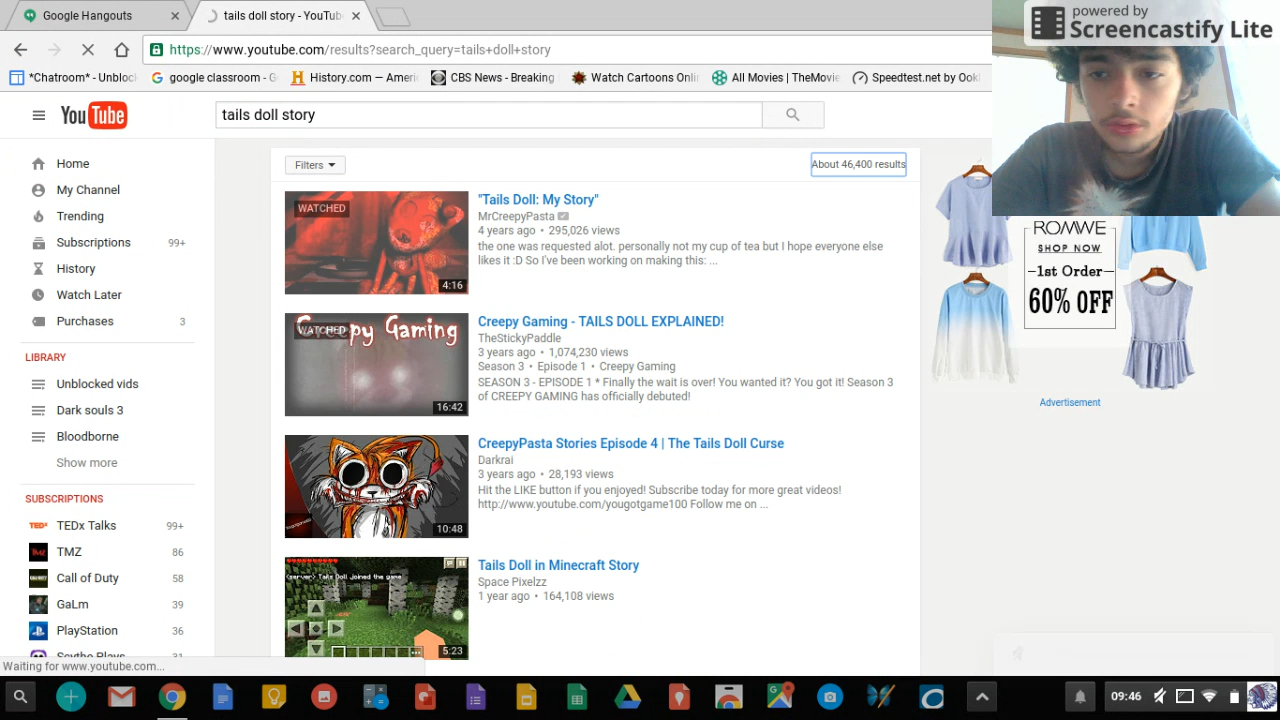 Google Hangouts
tails doll story - YouTub
https://www.youtube.com/results?search_query=tails+doll+story
*Chatroom* - Unbloc
google classroom - G
History.com — Ameri
CBS News - Breaking
Watch Cartoons Onli
All Movies | TheMovie
Speedtest.net by Ookl
powered by
Screencastify Lite
YouTube
tails doll story
Home
My Channel
Trending
Subscriptions 99+
History
Watch Later
Purchases 3
LIBRARY
Unblocked vids
Dark souls 3
Bloodborne
Show more
SUBSCRIPTIONS
TEDx Talks 99+
TMZ 86
Call of Duty 58
GaLm 39
PlayStation 36
Scythe Plays 31
Waiting for www.youtube.com...
Filters
About 46,400 results
WATCHED
4:16
"Tails Doll: My Story"
MrCreepyPasta
4 years ago • 295,026 views
the one was requested alot. personally not my cup of tea but I hope everyone else
likes it :D So I've been working on making this: ...
WATCHED
Creepy Gaming
16:42
Creepy Gaming - TAILS DOLL EXPLAINED!
TheStickyPaddle
3 years ago • 1,074,230 views
Season 3 • Episode 1 • Creepy Gaming
SEASON 3 - EPISODE 1 * Finally the wait is over! You wanted it? You got it! Season 3
of CREEPY GAMING has officially debuted!
10:48
CreepyPasta Stories Episode 4 | The Tails Doll Curse
Darkrai
3 years ago • 28,193 views
Hit the LIKE button if you enjoyed! Subscribe today for more great videos!
http://www.youtube.com/yougotgame100 Follow me on ...
(server) Tails Doll joined the game
5:23
Tails Doll in Minecraft Story
Space Pixelzz
1 year ago • 164,108 views
ROMWE
SHOP NOW
1st Order
60% OFF
Advertisement
09:46